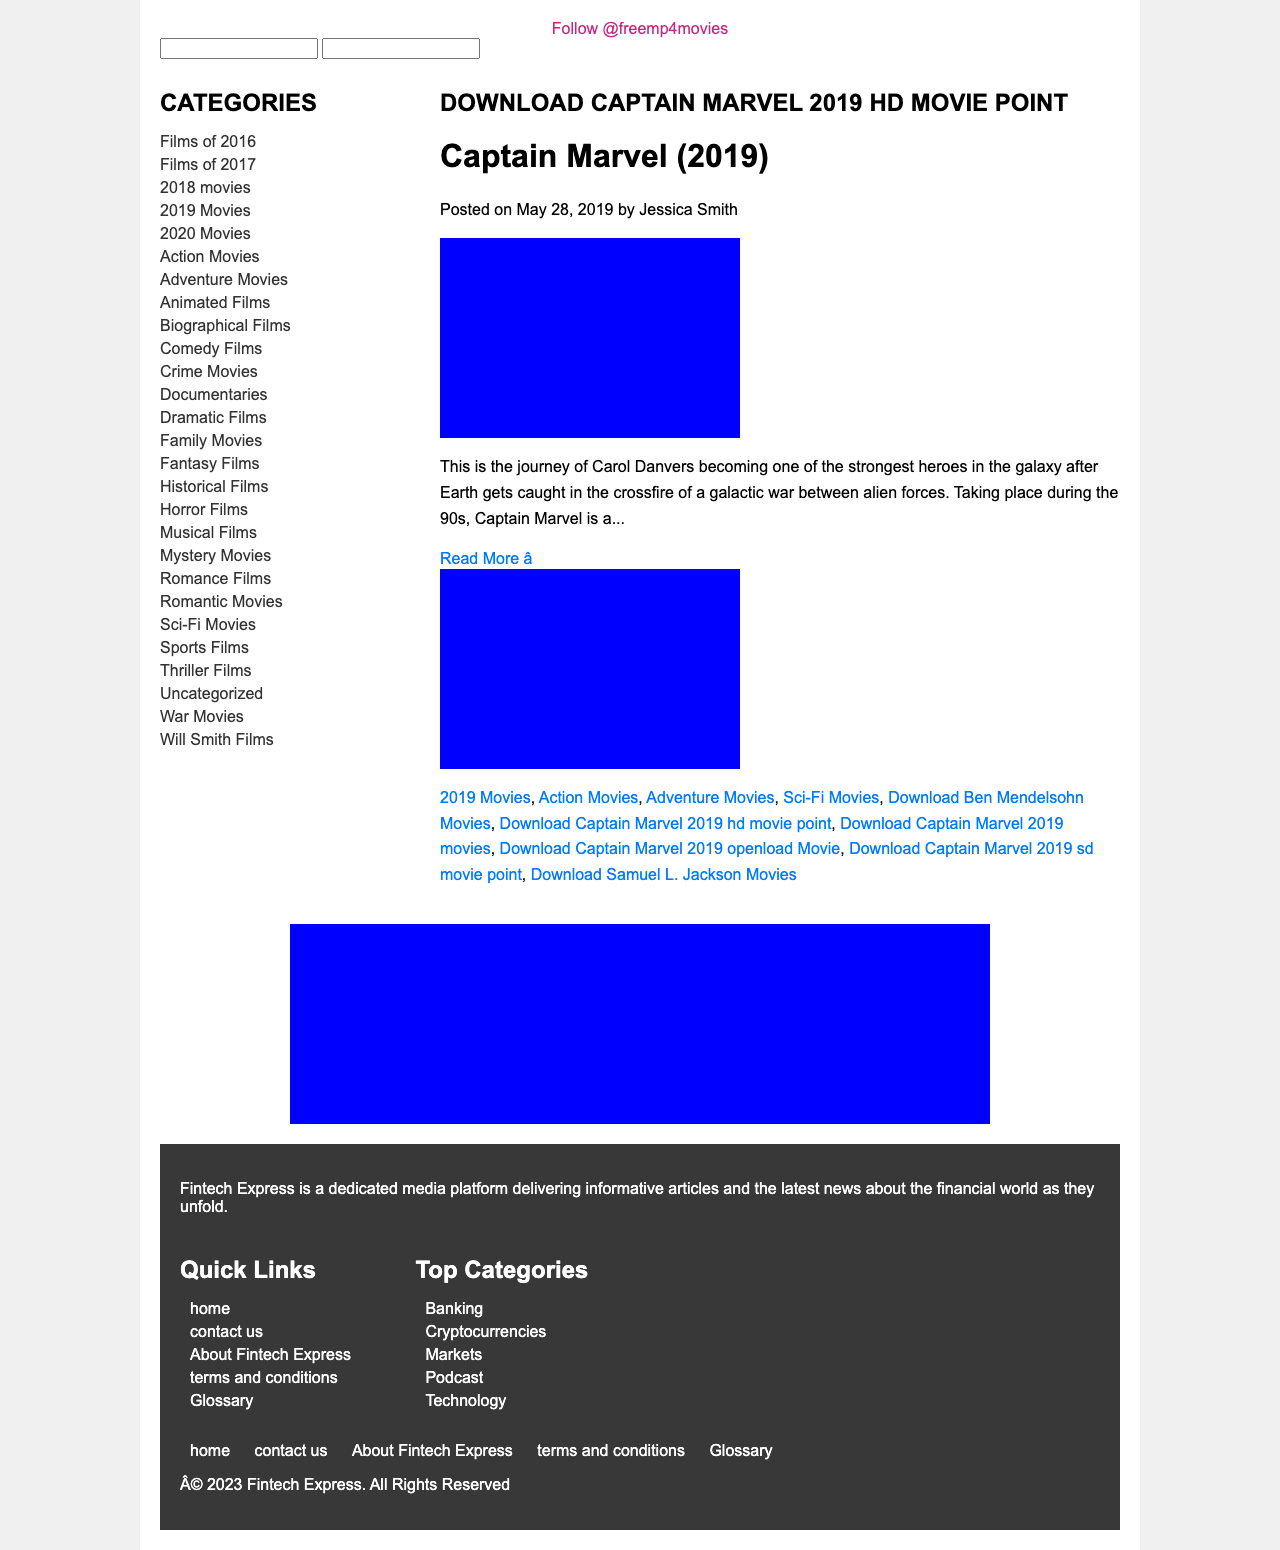 Follow @freemp4movies
CATEGORIES
Films of 2016
Films of 2017
2018 movies
2019 Movies
2020 Movies
Action Movies
Adventure Movies
Animated Films
Biographical Films
Comedy Films
Crime Movies
Documentaries
Dramatic Films
Family Movies
Fantasy Films
Historical Films
Horror Films
Musical Films
Mystery Movies
Romance Films
Romantic Movies
Sci-Fi Movies
Sports Films
Thriller Films
Uncategorized
War Movies
Will Smith Films
DOWNLOAD CAPTAIN MARVEL 2019 HD MOVIE POINT
Captain Marvel (2019)
Posted on May 28, 2019 by Jessica Smith
This is the journey of Carol Danvers becoming one of the strongest heroes in the galaxy after
Earth gets caught in the crossfire of a galactic war between alien forces. Taking place during the
90s, Captain Marvel is a...
Read More â
2019 Movies, Action Movies, Adventure Movies, Sci-Fi Movies, Download Ben Mendelsohn
Movies, Download Captain Marvel 2019 hd movie point, Download Captain Marvel 2019
movies, Download Captain Marvel 2019 openload Movie, Download Captain Marvel 2019 sd
movie point, Download Samuel L. Jackson Movies
Fintech Express is a dedicated media platform delivering informative articles and the latest news about the financial world as they
unfold.
Quick Links
home
contact us
About Fintech Express
terms and conditions
Glossary
Top Categories
Banking
Cryptocurrencies
Markets
Podcast
Technology
home contact us About Fintech Express terms and conditions Glossary
Â© 2023 Fintech Express. All Rights Reserved